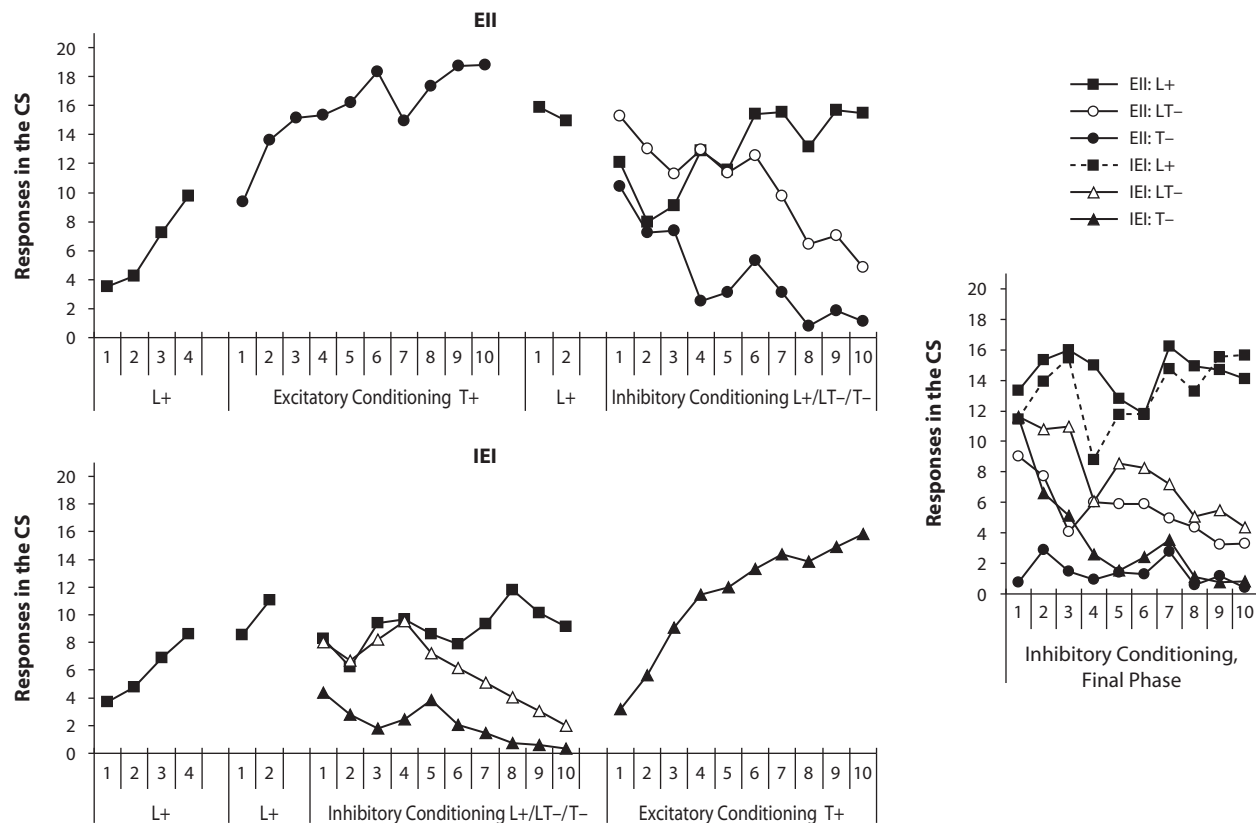 EII
Responses in the CS
20
18
16
14
12
10
8
6
4
2
0
1 2 3 4 1 2 3 4 5 6 7 8 9 10 1 2 1 2 3 4 5 6 7 8 9 10
L+ Excitatory Conditioning T+ L+ Inhibitory Conditioning L+/LT–/T–
IEI
Responses in the CS
20
18
16
14
12
10
8
6
4
2
0
1 2 3 4 1 2 1 2 3 4 5 6 7 8 9 10 1 2 3 4 5 6 7 8 9 10
L+ L+ Inhibitory Conditioning L+/LT–/T– Excitatory Conditioning T+
EII: L+
EII: LT–
EII: T–
IEI: L+
IEI: LT–
IEI: T–
Responses in the CS
20
18
16
14
12
10
8
6
4
2
0
1 2 3 4 5 6 7 8 9 10
Inhibitory Conditioning,
Final Phase